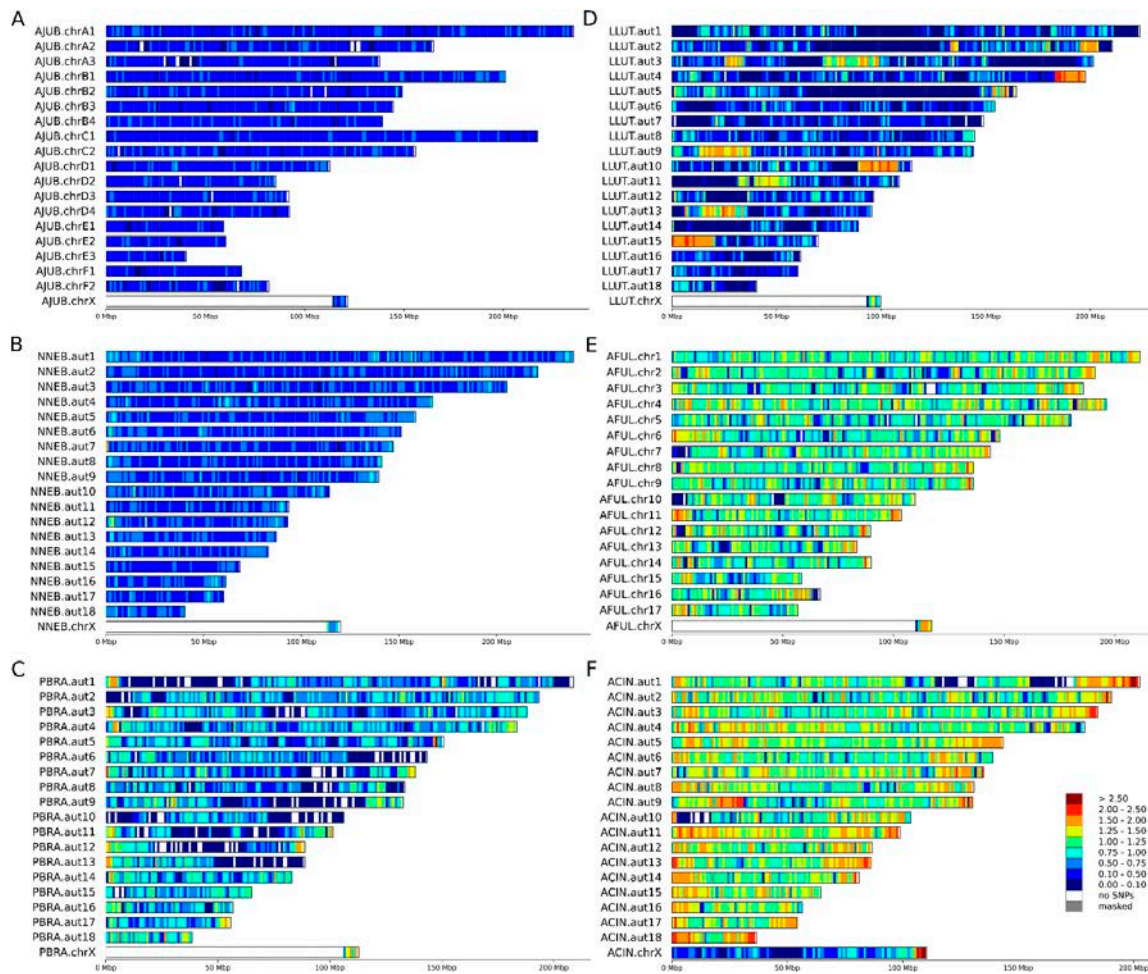 A
AJUB.chrA1
AJUB.chrA2
AJUB.chrA3
AJUB.chrB1
AJUB.chrB2
AJUB.chrB3
AJUB.chrB4
AJUB.chrC1
AJUB.chrC2
AJUB.chrD1
AJUB.chrD2
AJUB.chrD3
AJUB.chrD4
AJUB.chrE1
AJUB.chrE2
AJUB.chrE3
AJUB.chrF1
AJUB.chrF2
AJUB.chrX
0 Mbp 50 Mbp 100 Mbp 150 Mbp 200 Mbp
B
NNEB.aut1
NNEB.aut2
NNEB.aut3
NNEB.aut4
NNEB.aut5
NNEB.aut6
NNEB.aut7
NNEB.aut8
NNEB.aut9
NNEB.aut10
NNEB.aut11
NNEB.aut12
NNEB.aut13
NNEB.aut14
NNEB.aut15
NNEB.aut16
NNEB.aut17
NNEB.aut18
NNEB.chrX
0 Mbp 50 Mbp 100 Mbp 150 Mbp 200 Mbp
C
PBRA.aut1
PBRA.aut2
PBRA.aut3
PBRA.aut4
PBRA.aut5
PBRA.aut6
PBRA.aut7
PBRA.aut8
PBRA.aut9
PBRA.aut10
PBRA.aut11
PBRA.aut12
PBRA.aut13
PBRA.aut14
PBRA.aut15
PBRA.aut16
PBRA.aut17
PBRA.aut18
PBRA.chrX
0 Mbp 50 Mbp 100 Mbp 150 Mbp 200 Mbp
D
LLUT.aut1
LLUT.aut2
LLUT.aut3
LLUT.aut4
LLUT.aut5
LLUT.aut6
LLUT.aut7
LLUT.aut8
LLUT.aut9
LLUT.aut10
LLUT.aut11
LLUT.aut12
LLUT.aut13
LLUT.aut14
LLUT.aut15
LLUT.aut16
LLUT.aut17
LLUT.aut18
LLUT.chrX
0 Mbp 50 Mbp 100 Mbp 150 Mbp 200 Mbp
E
AFUL.chr1
AFUL.chr2
AFUL.chr3
AFUL.chr4
AFUL.chr5
AFUL.chr6
AFUL.chr7
AFUL.chr8
AFUL.chr9
AFUL.chr10
AFUL.chr11
AFUL.chr12
AFUL.chr13
AFUL.chr14
AFUL.chr15
AFUL.chr16
AFUL.chr17
AFUL.chrX
0 Mbp 50 Mbp 100 Mbp 150 Mbp 200 Mbp
F
ACIN.aut1
ACIN.aut2
ACIN.aut3
ACIN.aut4
ACIN.aut5
ACIN.aut6
ACIN.aut7
ACIN.aut8
ACIN.aut9
ACIN.aut10
ACIN.aut11
ACIN.aut12
ACIN.aut13
ACIN.aut14
ACIN.aut15
ACIN.aut16
ACIN.aut17
ACIN.aut18
ACIN.chrX
0 Mbp 50 Mbp 100 Mbp 150 Mbp 200 Mbp
> 2.50
2.00 - 2.50
1.50 - 2.00
1.25 - 1.50
1.00 - 1.25
0.75 - 1.00
0.50 - 0.75
0.10 - 0.50
0.00 - 0.10
no SNPs
masked